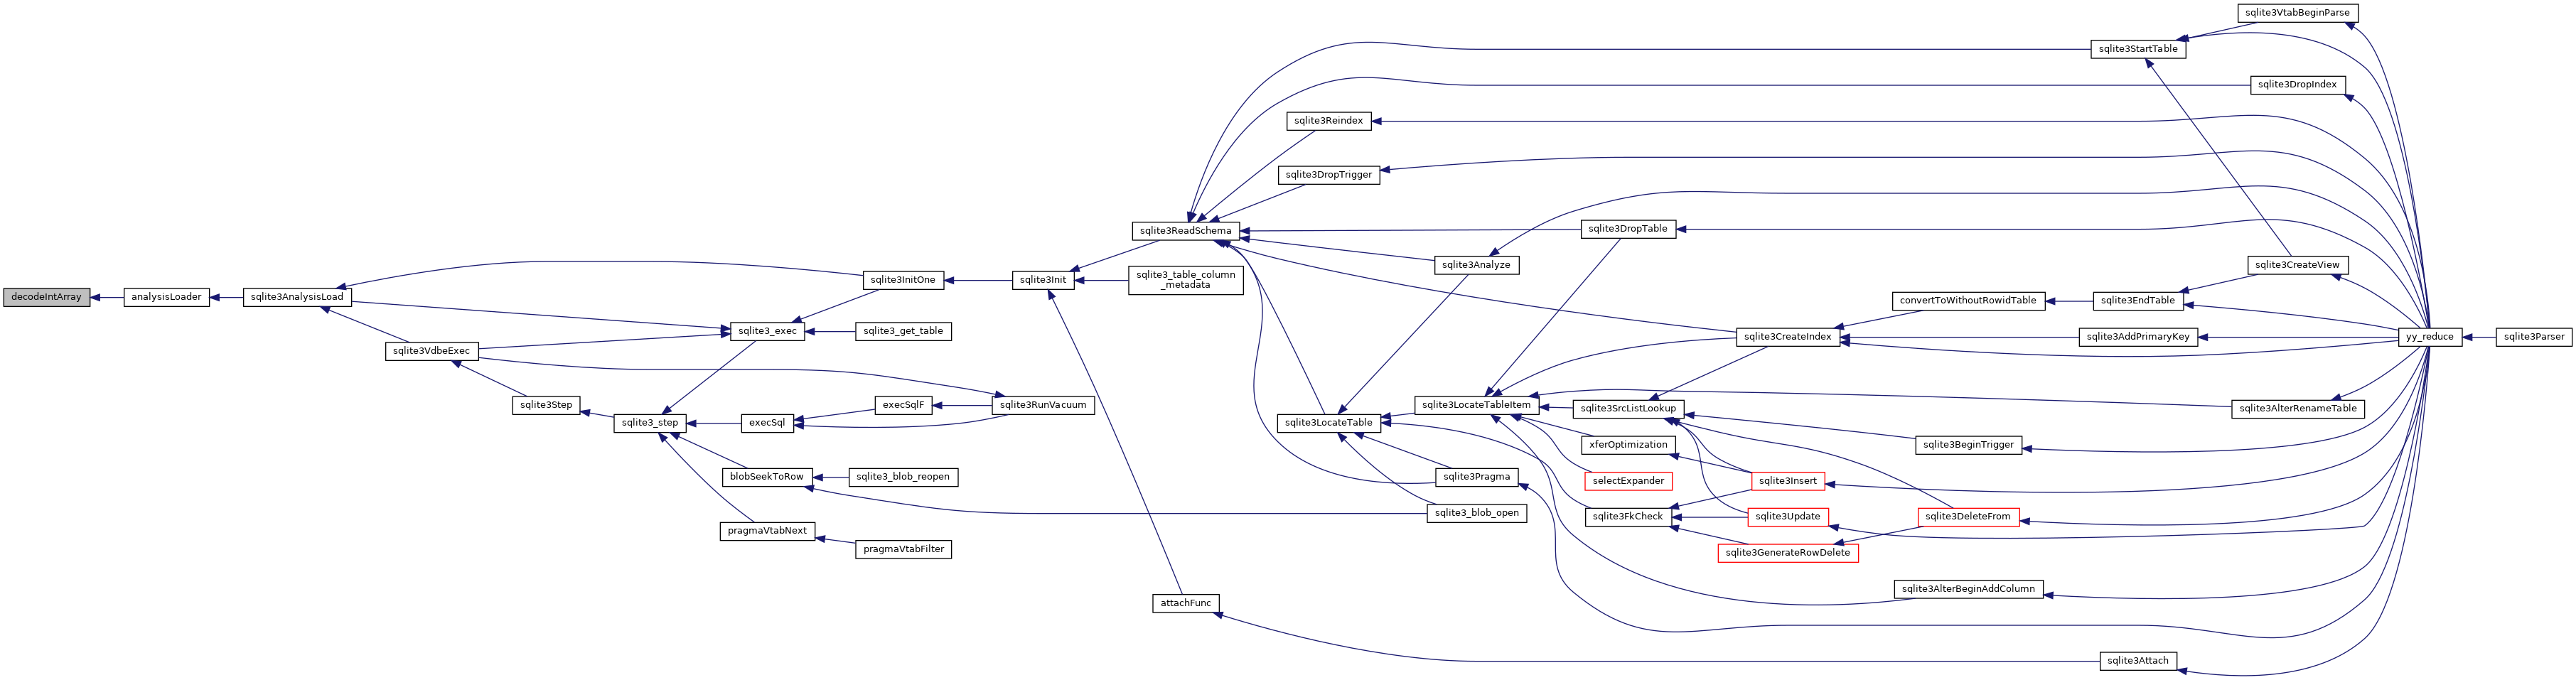 sqlite3VtabBeginParse
sqlite3StartTable
sqlite3DropIndex
sqlite3Reindex
sqlite3DropTrigger
sqlite3ReadSchema
sqlite3DropTable
sqlite3Analyze
sqlite3CreateView
sqlite3InitOne
sqlite3Init
sqlite3_table_column
_metadata
decodeIntArray
analysisLoader
sqlite3AnalysisLoad
convertToWithoutRowidTable
sqlite3EndTable
sqlite3_exec
sqlite3_get_table
sqlite3CreateIndex
sqlite3AddPrimaryKey
yy_reduce
sqlite3Parser
sqlite3VdbeExec
sqlite3Step
execSqlF
sqlite3RunVacuum
sqlite3LocateTableItem
sqlite3SrcListLookup
sqlite3AlterRenameTable
sqlite3_step
execSql
sqlite3LocateTable
xferOptimization
sqlite3BeginTrigger
blobSeekToRow
sqlite3_blob_reopen
sqlite3Pragma
selectExpander
sqlite3Insert
sqlite3_blob_open
sqlite3FkCheck
sqlite3Update
sqlite3DeleteFrom
pragmaVtabNext
pragmaVtabFilter
sqlite3GenerateRowDelete
sqlite3AlterBeginAddColumn
attachFunc
sqlite3Attach